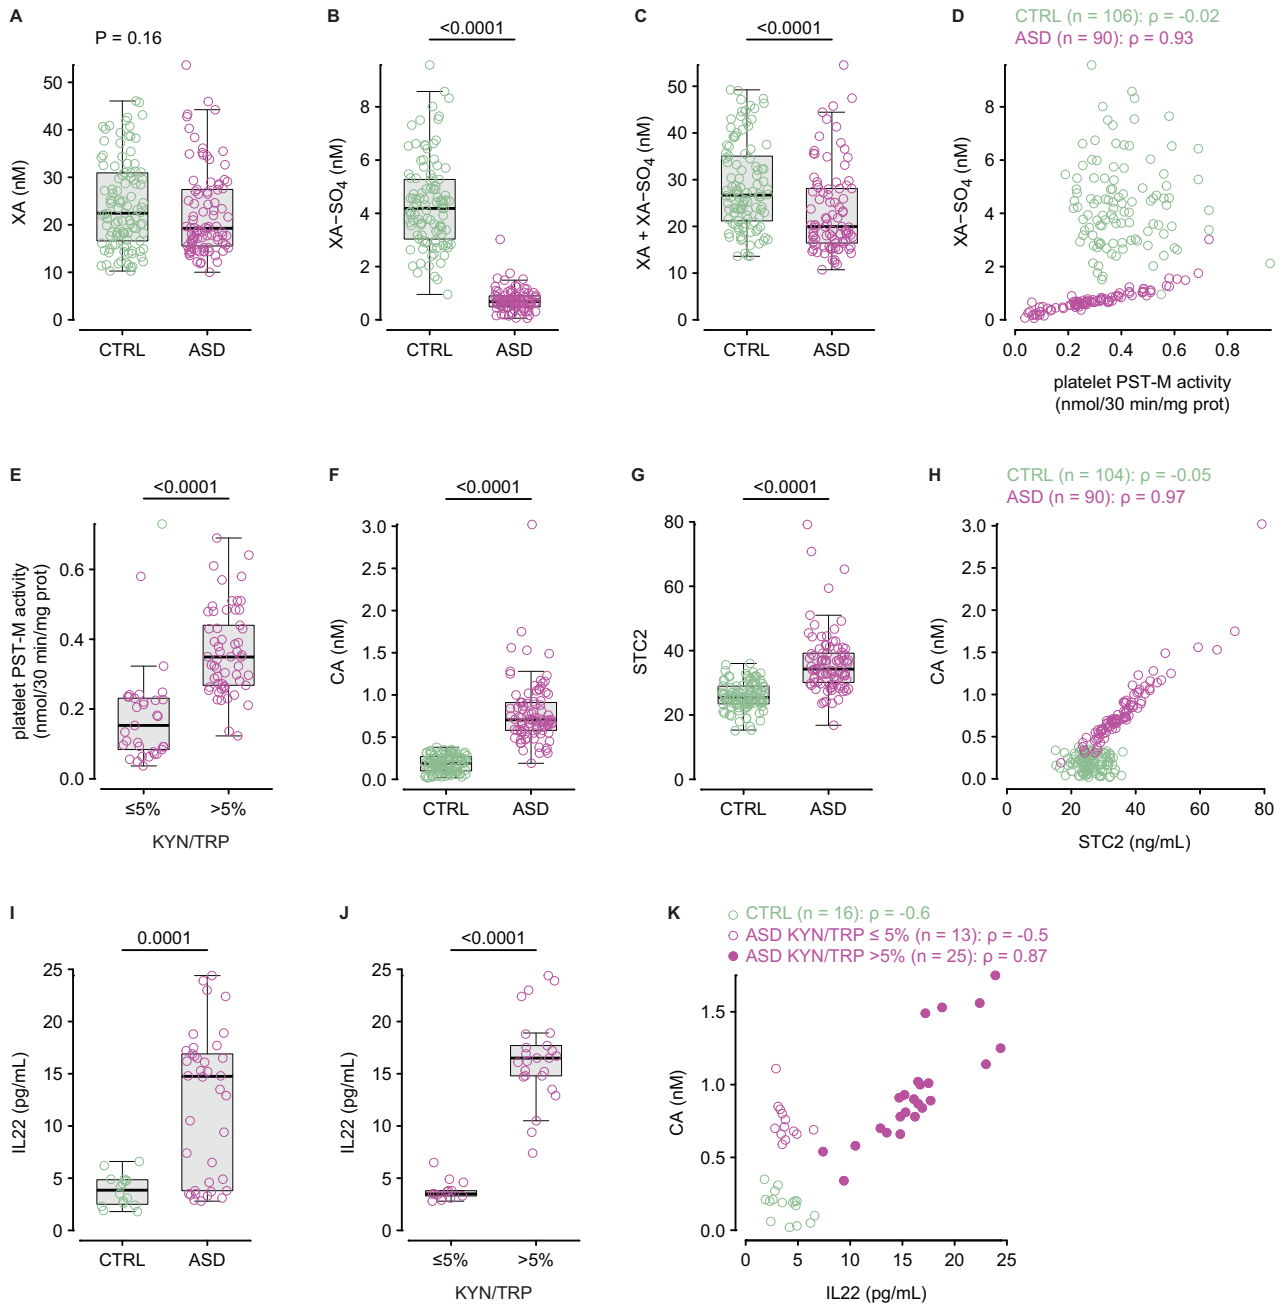 A
P = 0.16
XA (nM)
50
40
30
20
10
0
CTRL
ASD
B
<0.0001
XA−SO4 (nM)
8
6
4
2
0
CTRL
ASD
C
<0.0001
XA + XA−SO4 (nM)
50
40
30
20
10
0
CTRL
ASD
D
CTRL (n = 106): ρ = -0.02
ASD (n = 90): ρ = 0.93
XA−SO4 (nM)
8
6
4
2
0
0.0 0.2 0.4 0.6 0.8
platelet PST-M activity
(nmol/30 min/mg prot)
E
<0.0001
platelet PST-M activity
(nmol/30 min/mg prot)
0.6
0.4
0.2
0.0
≤5%
>5%
KYN/TRP
F
<0.0001
CA (nM)
3.0
2.5
2.0
1.5
1.0
0.5
0.0
CTRL
ASD
G
<0.0001
STC2
80
60
40
20
0
CTRL
ASD
H
CTRL (n = 104): ρ = -0.05
ASD (n = 90): ρ = 0.97
CA (nM)
3.0
2.5
2.0
1.5
1.0
0.5
0.0
0 20 40 60 80
STC2 (ng/mL)
I
0.0001
IL22 (pg/mL)
25
20
15
10
5
0
CTRL
ASD
J
<0.0001
IL22 (pg/mL)
25
20
15
10
5
0
≤5%
>5%
KYN/TRP
K
CTRL (n = 16): ρ = -0.6
ASD KYN/TRP ≤ 5% (n = 13): ρ = -0.5
ASD KYN/TRP >5% (n = 25): ρ = 0.87
CA (nM)
1.5
1.0
0.5
0.0
0 5 10 15 20 25
IL22 (pg/mL)